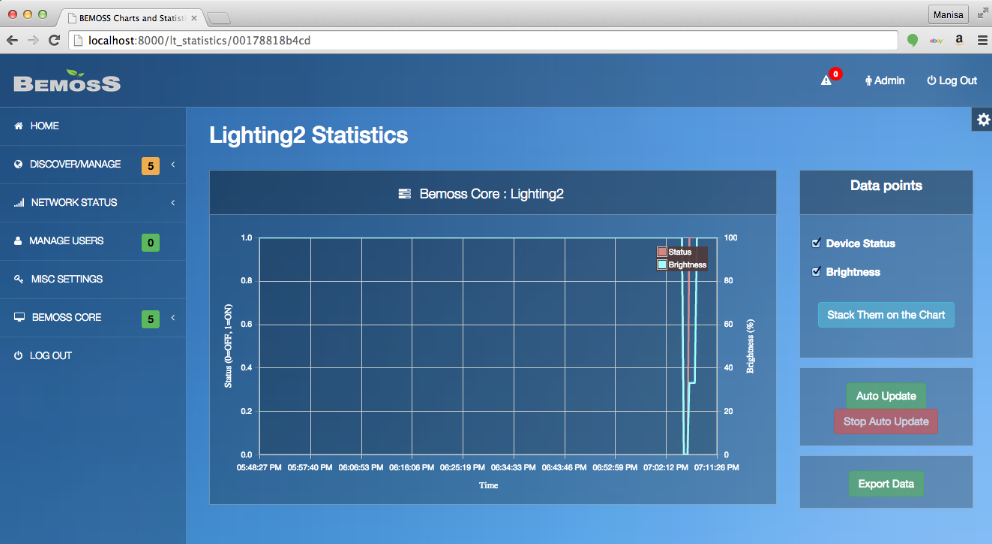 BEMOSS Charts and Statisti
Manisa
localhost:8000/lt_statistics/00178818b4cd
ebay
a
BEMOSS
0
Admin
Log Out
HOME
DISCOVER/MANAGE 5
NETWORK STATUS
MANAGE USERS 0
MISC SETTINGS
BEMOSS CORE 5
LOG OUT
Lighting2 Statistics
Bemoss Core : Lighting2
Status (0=OFF, 1=ON)
1.0
0.8
0.6
0.4
0.2
0.0
Status
Brightness
100
80
60
40
20
0
Brightness (%)
05:48:27 PM 05:57:40 PM 06:06:53 PM 06:16:06 PM 06:25:19 PM 06:34:33 PM 06:43:46 PM 06:52:59 PM 07:02:12 PM 07:11:26 PM
Time
Data points
Device Status
Brightness
Stack Them on the Chart
Auto Update
Stop Auto Update
Export Data